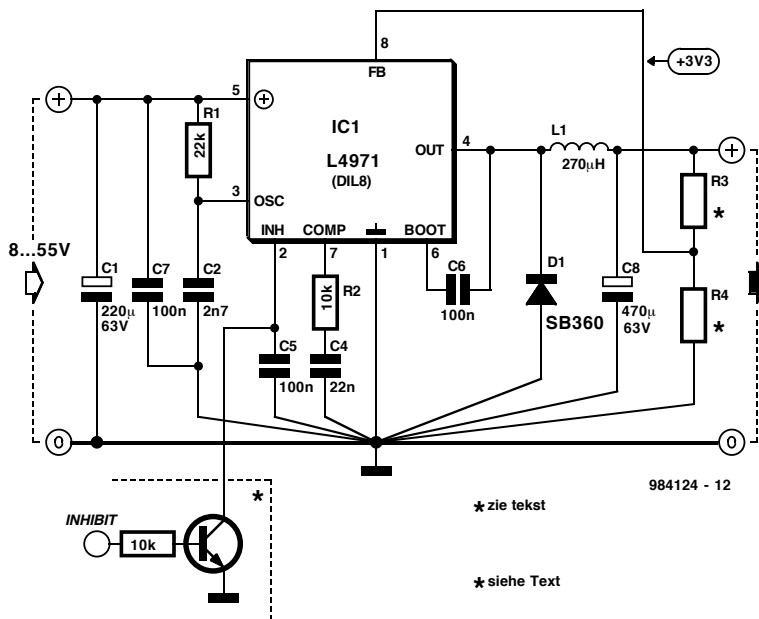 8
FB
+3V3
5
R1
22k
IC1
L4971
(DIL8)
OUT
4
L1
270µH
3
OSC
INH
COMP
BOOT
2
7
1
6
R3
*
8...55V
C1
220µ
63V
C7
100n
C2
2n7
10k
R2
C6
100n
D1
SB360
C8
470µ
63V
R4
*
C5
100n
C4
22n
0
0
984124 - 12
*
INHIBIT
10k
* zie tekst
* siehe Text